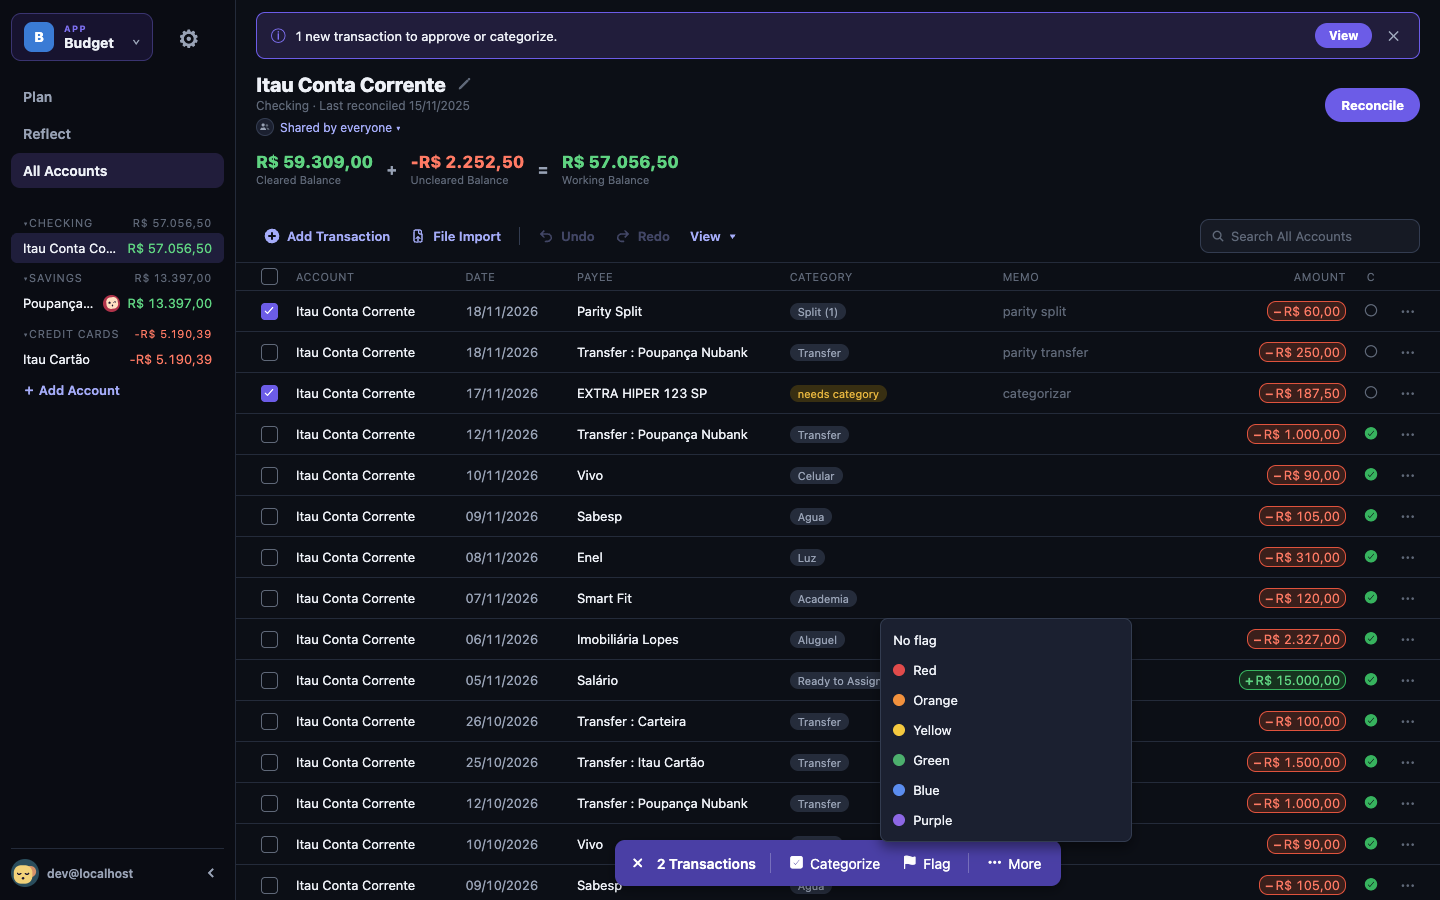 B
APP
Budget
Plan
Reflect
All Accounts
CHECKING R$ 57.056,50
Itau Conta Co... R$ 57.056,50
SAVINGS R$ 13.397,00
Poupança... R$ 13.397,00
CREDIT CARDS -R$ 5.190,39
Itau Cartão -R$ 5.190,39
+ Add Account
dev@localhost
1 new transaction to approve or categorize.
View
Itau Conta Corrente
Checking · Last reconciled 15/11/2025
Shared by everyone
Reconcile
R$ 59.309,00 + -R$ 2.252,50 = R$ 57.056,50
Cleared Balance Uncleared Balance Working Balance
Add Transaction File Import Undo Redo View
Search All Accounts
ACCOUNT DATE PAYEE CATEGORY MEMO AMOUNT C
Itau Conta Corrente 18/11/2026 Parity Split Split (1) parity split −R$ 60,00
Itau Conta Corrente 18/11/2026 Transfer : Poupança Nubank Transfer parity transfer −R$ 250,00
Itau Conta Corrente 17/11/2026 EXTRA HIPER 123 SP needs category categorizar −R$ 187,50
Itau Conta Corrente 12/11/2026 Transfer : Poupança Nubank Transfer −R$ 1.000,00
Itau Conta Corrente 10/11/2026 Vivo Celular −R$ 90,00
Itau Conta Corrente 09/11/2026 Sabesp Agua −R$ 105,00
Itau Conta Corrente 08/11/2026 Enel Luz −R$ 310,00
Itau Conta Corrente 07/11/2026 Smart Fit Academia −R$ 120,00
Itau Conta Corrente 06/11/2026 Imobiliária Lopes Aluguel −R$ 2.327,00
Itau Conta Corrente 05/11/2026 Salário Ready to Assign +R$ 15.000,00
Itau Conta Corrente 26/10/2026 Transfer : Carteira Transfer −R$ 100,00
Itau Conta Corrente 25/10/2026 Transfer : Itau Cartão Transfer −R$ 1.500,00
Itau Conta Corrente 12/10/2026 Transfer : Poupança Nubank Transfer −R$ 1.000,00
Itau Conta Corrente 10/10/2026 Vivo −R$ 90,00
Itau Conta Corrente 09/10/2026 Sabesp Agua −R$ 105,00
No flag
Red
Orange
Yellow
Green
Blue
Purple
2 Transactions Categorize Flag More